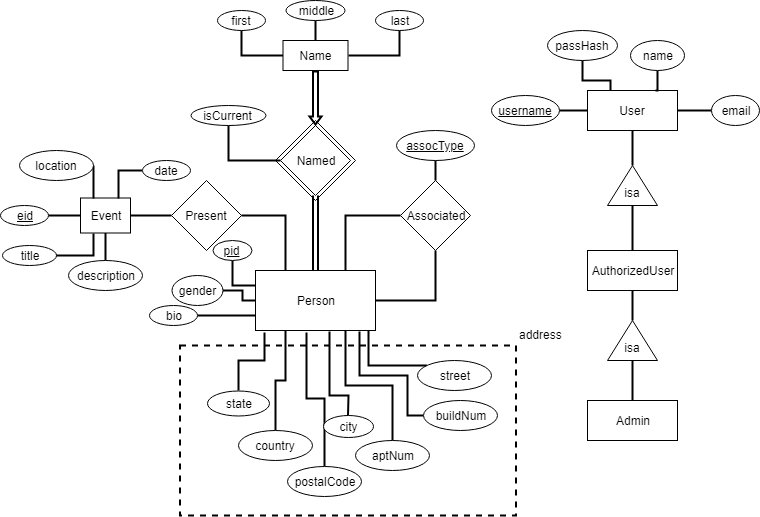 first
middle
last
Name
passHash
name
username
User
email
isCurrent
Named
assocType
location
date
eid
Event
Present
Associated
isa
title
description
pid
gender
bio
Person
AuthorizedUser
address
isa
state
street
country
city
buildNum
Admin
aptNum
postalCode